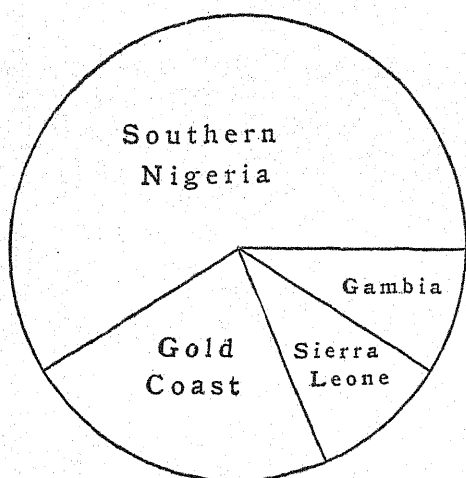 Southern
Nigeria
Gambia
Gold
Coast
Sierra
Leone